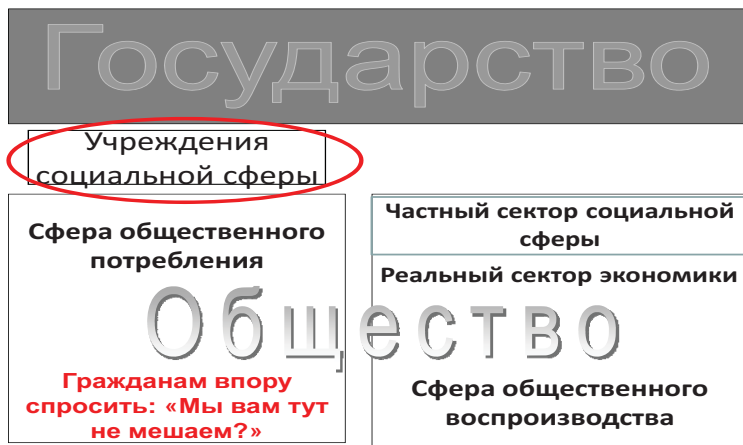 Государство
Учреждения
социальной сферы
Сфера общественного
потребления
Частный сектор социальной
сферы
Реальный сектор экономики
Общество
Гражданам впору
спросить: «Мы вам тут
не мешаем?»
Сфера общественного
воспроизводства